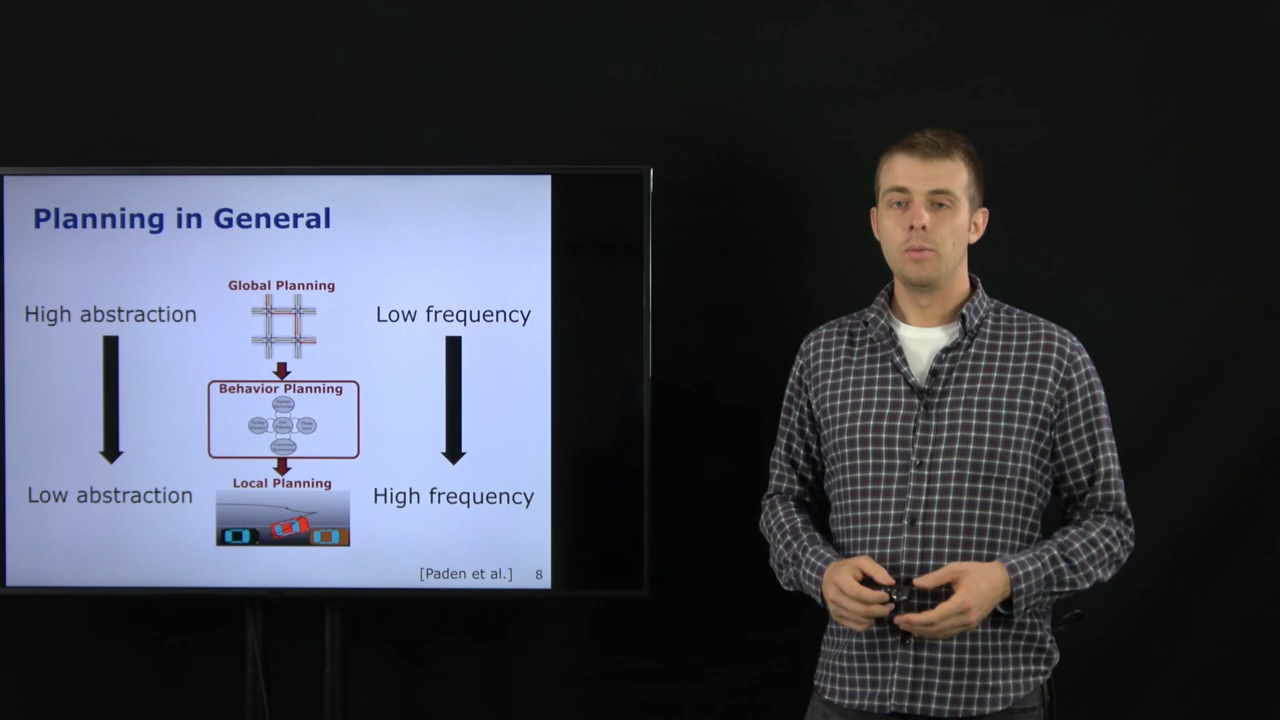 Planning in General
Global Planning
High abstraction
Low frequency
Behavior Planning
Local Planning
Low abstraction
High frequency
[Paden et al.]
8